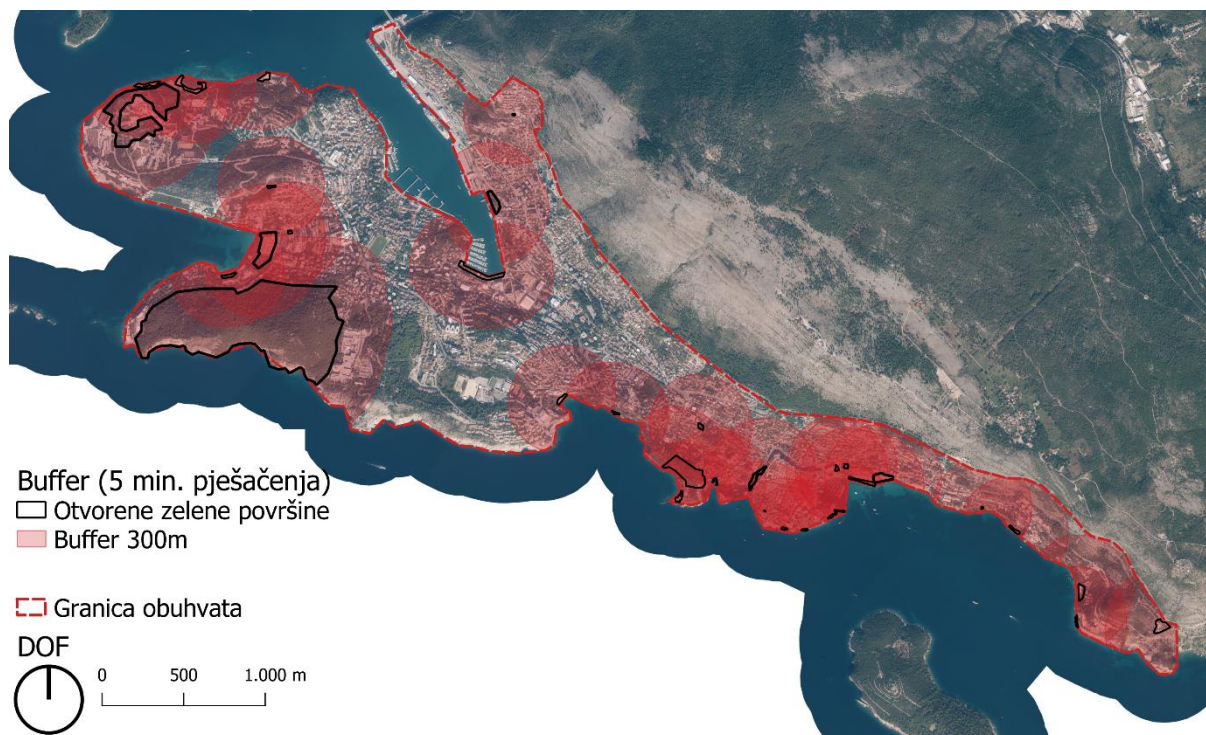 Buffer (5 min. pješačenja)
Otvorene zelene površine
Buffer 300m
Granica obuhvata
DOF
0 500 1.000 m